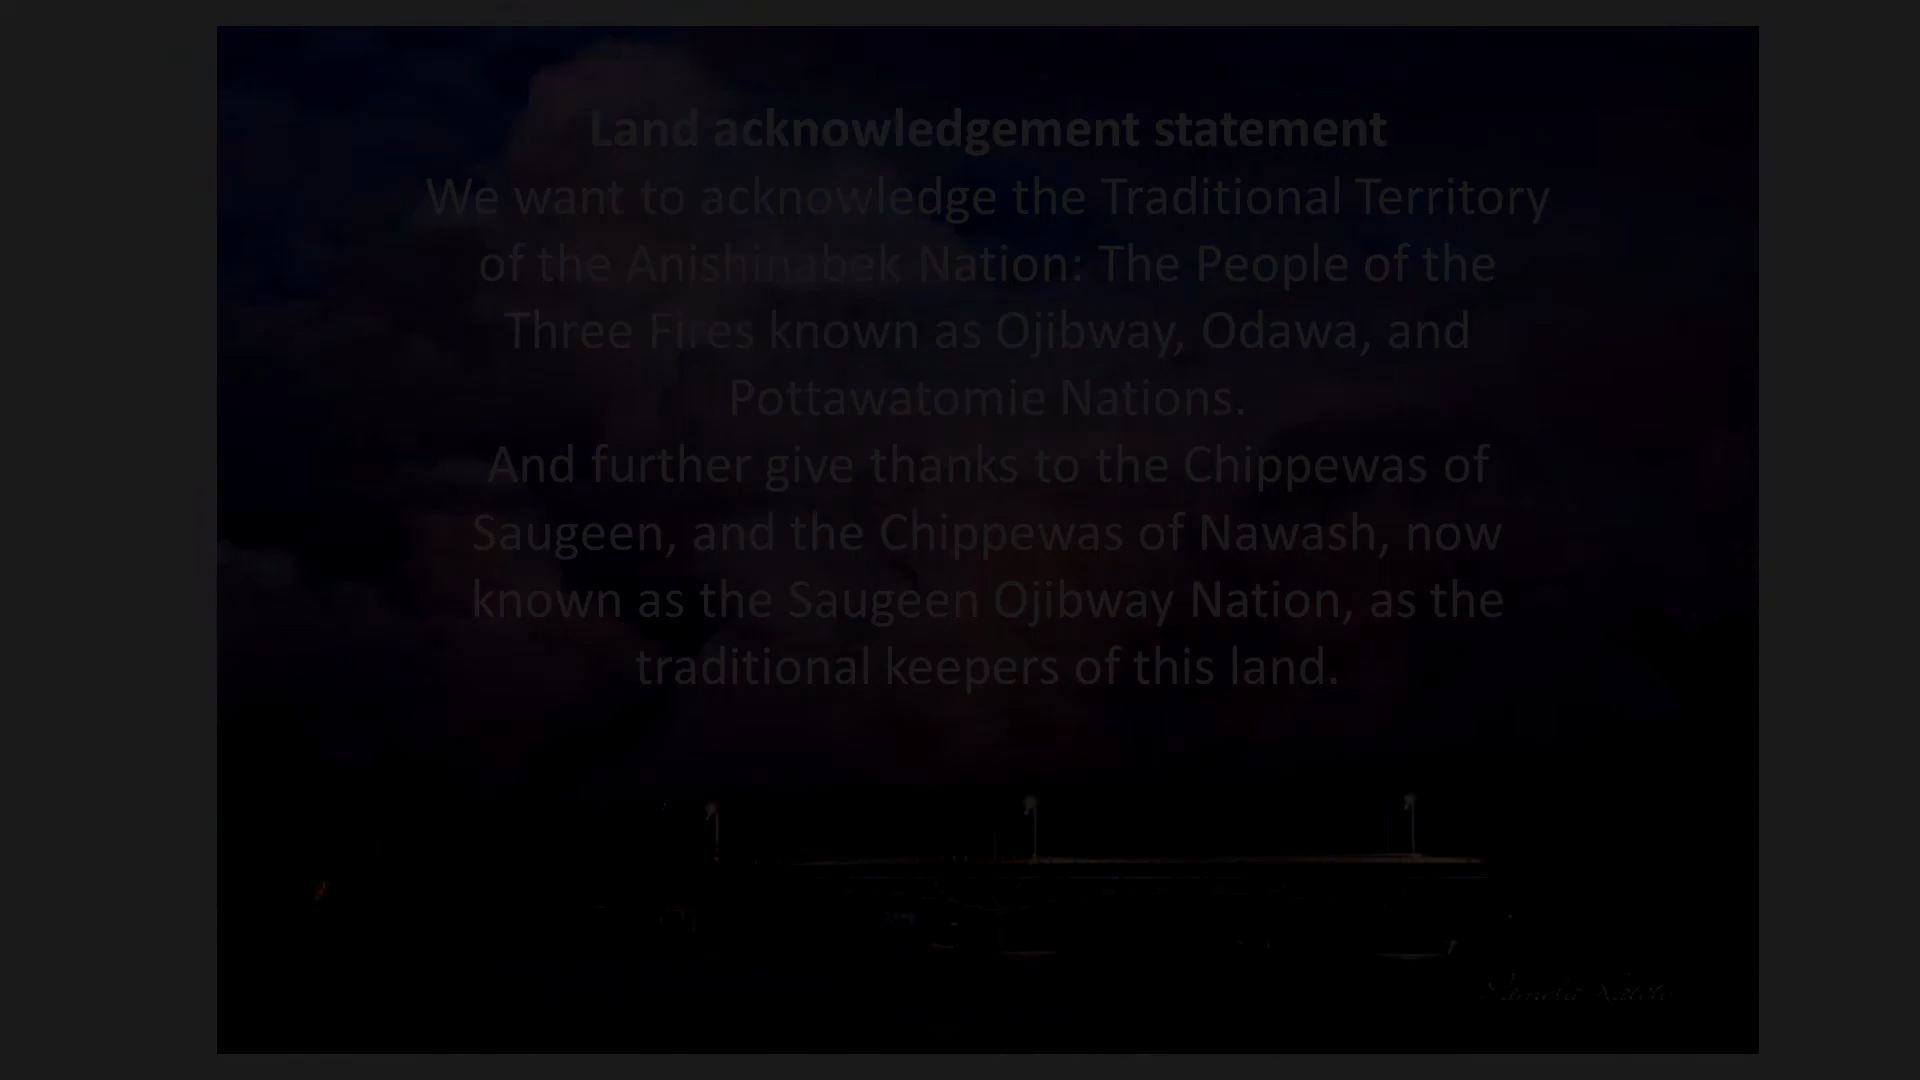 Land acknowledgement statement
We want to acknowledge the Traditional Territory
of the Anishinabek Nation: The People of the
Three Fires known as Ojibway, Odawa, and
Pottawatomie Nations.
And further give thanks to the Chippewas of
Saugeen, and the Chippewas of Nawash, now
known as the Saugeen Ojibway Nation, as the
traditional keepers of this land.